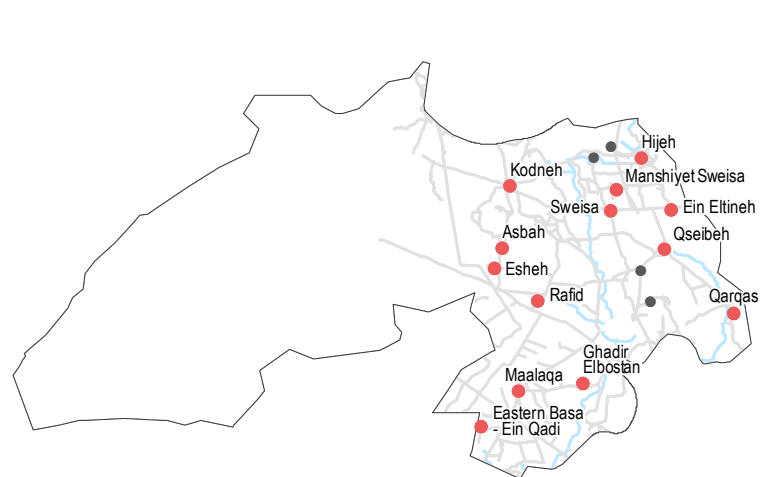 Hijeh
Kodneh
Manshiyet Sweisa
Sweisa
Ein Eltineh
Asbah
Qseibeh
Esheh
Rafid
Qarqas
Ghadir
Elbostan
Maalaqa
Eastern Basa
- Ein Qadi